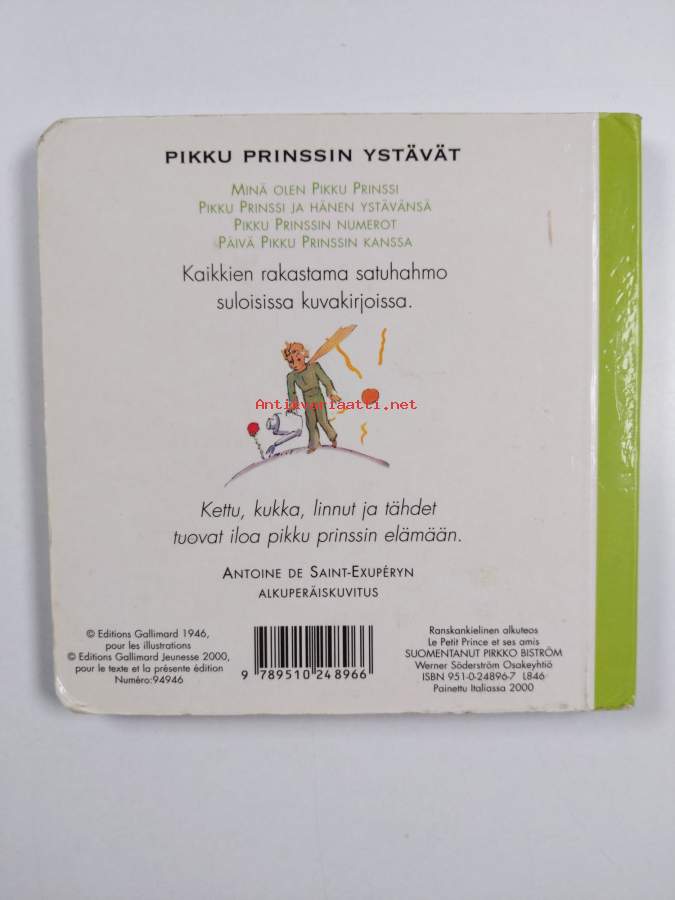 PIKKU PRINSSIN YSTÄVÄT
MINÄ OLEN PIKKU PRINSSI
PIKKU PRINSSI JA HÄNEN YSTÄVÄNSÄ
PIKKU PRINSSIN NUMEROT
PÄIVÄ PIKKU PRINSSIN KANSSA
Kaikkien rakastama satuhahmo
suloisissa kuvakirjoissa.
Antikvariaatti.net
Kettu, kukka, linnut ja tähdet
tuovat iloa pikku prinssin elämään.
ANTOINE DE SAINT-EXUPÉRYN
ALKUPERÄISKUVITUS
© Editions Gallimard 1946,
pour les illustrations
© Editions Gallimard Jeunesse 2000,
pour le texte et la présente édition
Numéro:94946
9 789510 248966
Ranskankielinen alkuteos
Le Petit Prince et ses amis
SUOMENTANUT PIRKKO BISTRÖM
Werner Söderström Osakeyhtiö
ISBN 951-0-24896-7 L846
Painettu Italiassa 2000